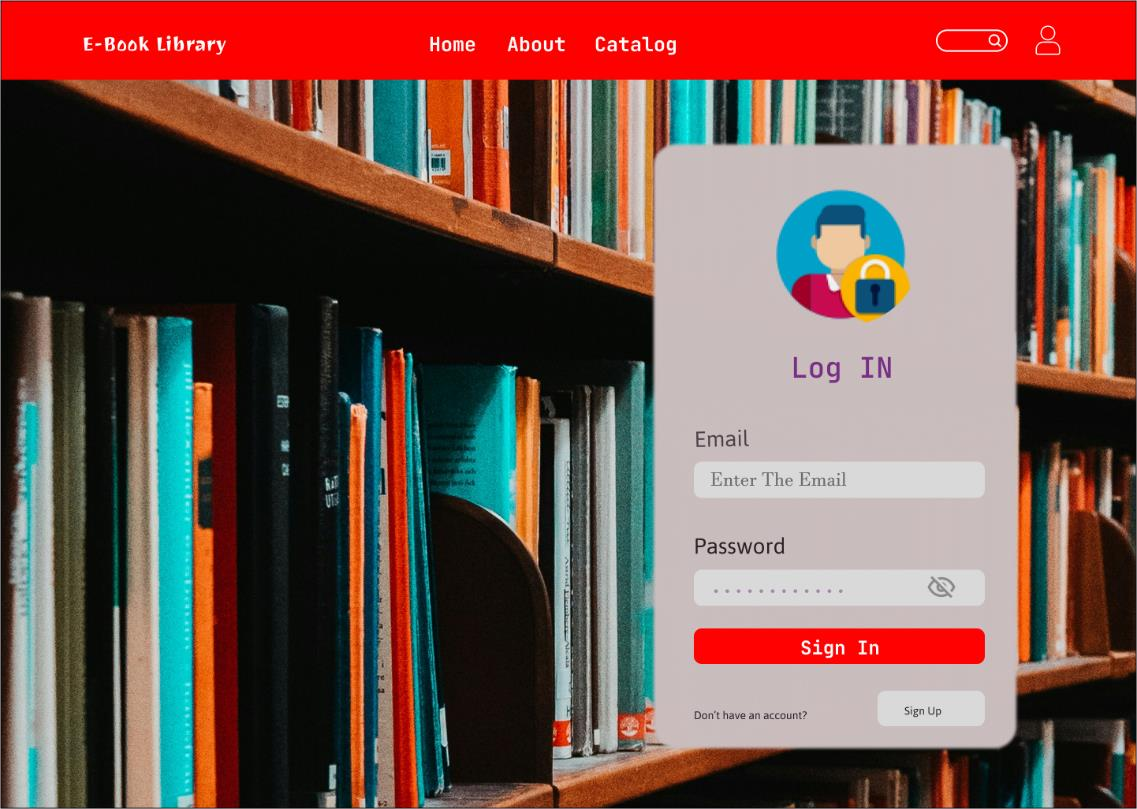 E-Book Library
Home About Catalog
Log IN
Email
Enter The Email
Password
Sign In
Don't have an account?
Sign Up